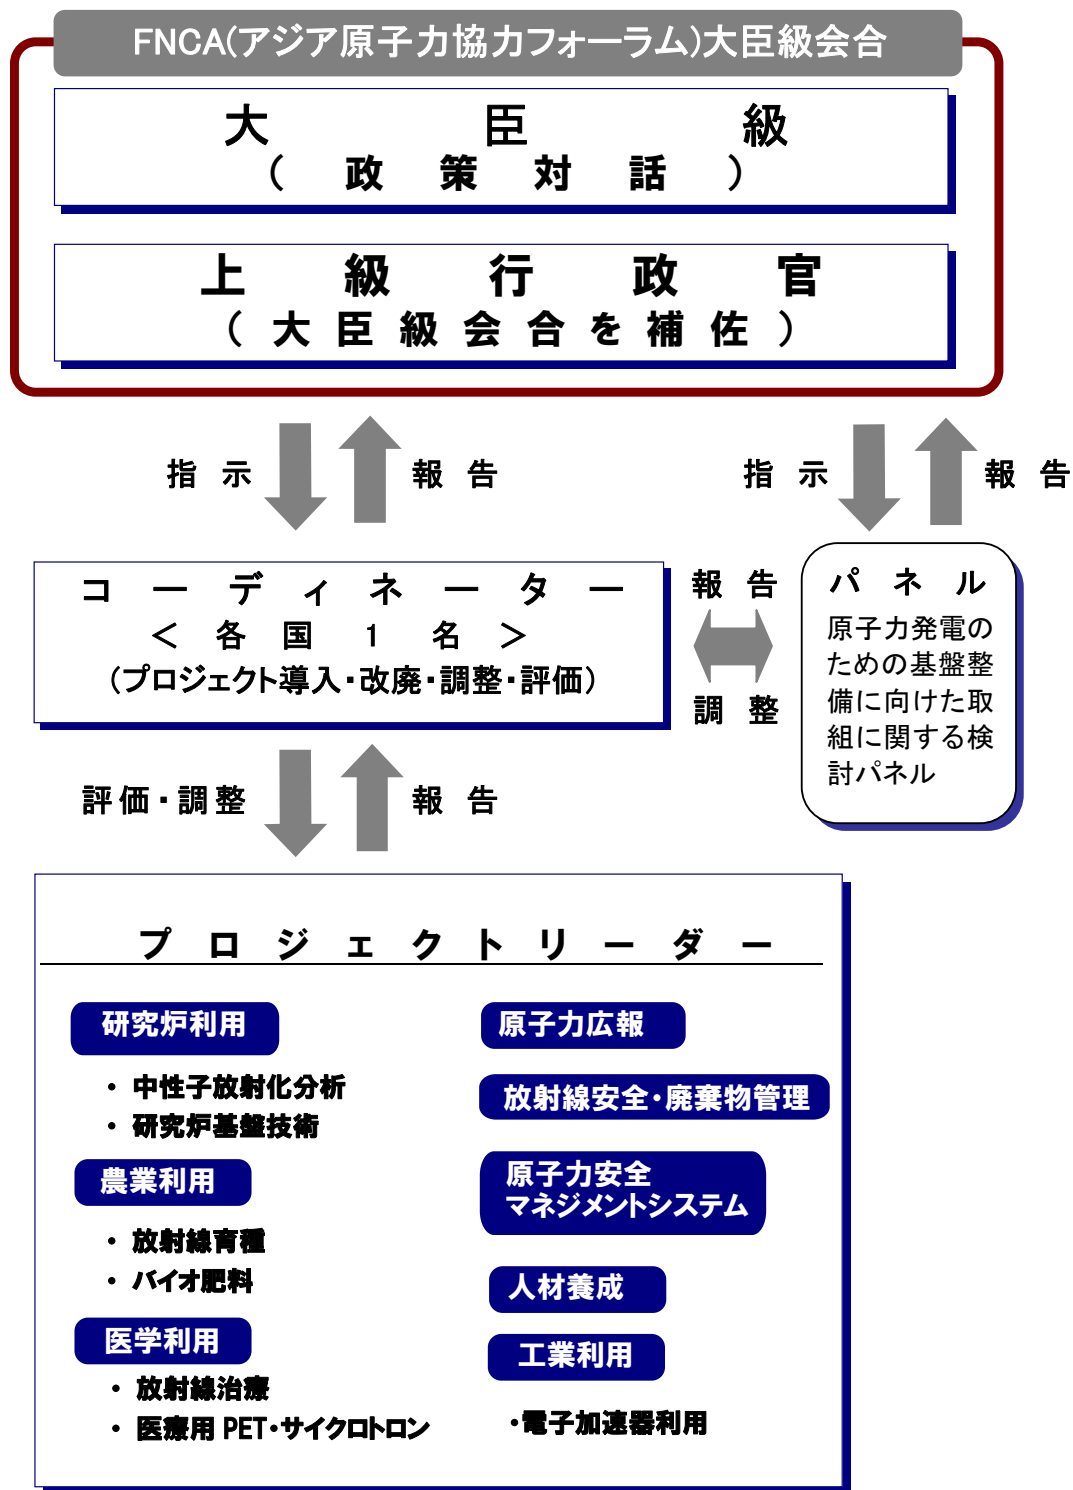 FNCA(アジア原子力協力フォーラム)大臣級会合
大臣級
(政策対話)
上級行政官
(大臣級会合を補佐)
指示
報告
指示
報告
コーディネーター
＜各国1名＞
(プロジェクト導入・改廃・調整・評価)
報告
調整
パネル
原子力発電の
ための基盤整
備に向けた取
組に関する検
討パネル
評価・調整
報告
プロジェクトリーダー
研究炉利用
・中性子放射化分析
・研究炉基盤技術
農業利用
・放射線育種
・バイオ肥料
医学利用
・放射線治療
・医療用PET・サイクロトロン
原子力広報
放射線安全・廃棄物管理
原子力安全
マネジメントシステム
人材養成
工業利用
・電子加速器利用